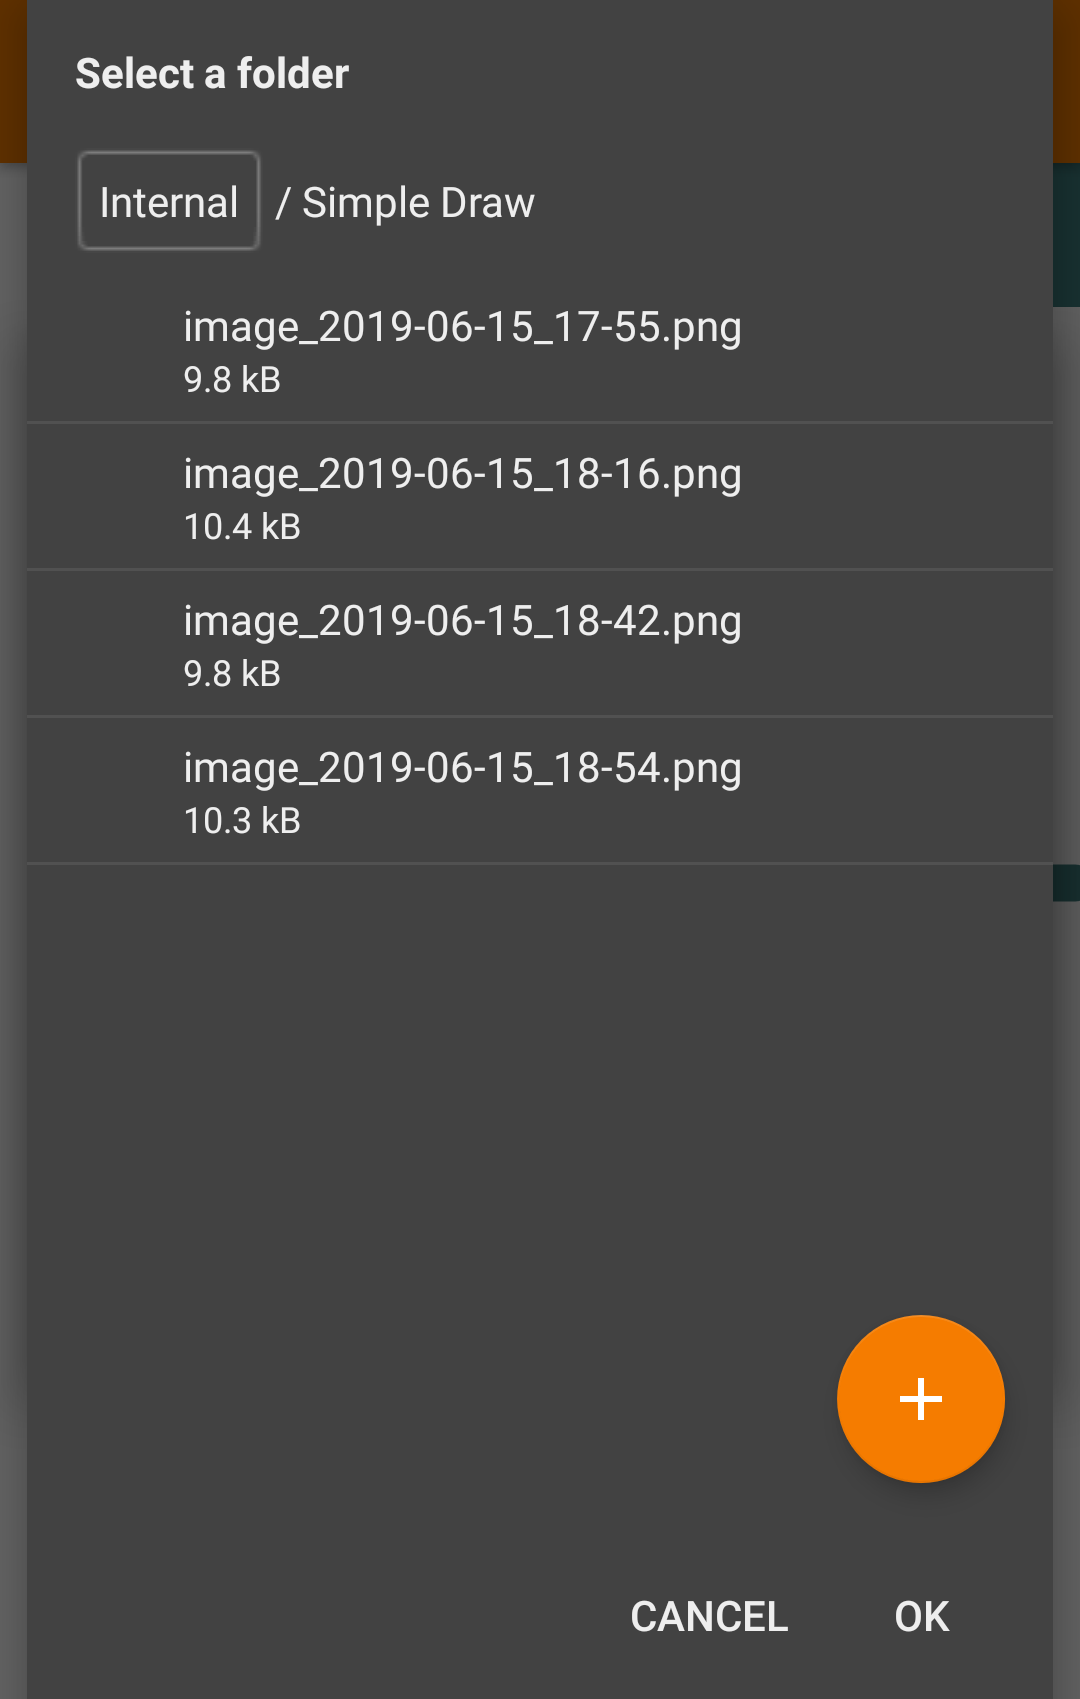 Select a folder
Internal / Simple Draw
image_2019-06-15_17-55.png
9.8 kB
image_2019-06-15_18-16.png
10.4 kB
image_2019-06-15_18-42.png
9.8 kB
image_2019-06-15_18-54.png
10.3 kB
CANCEL OK